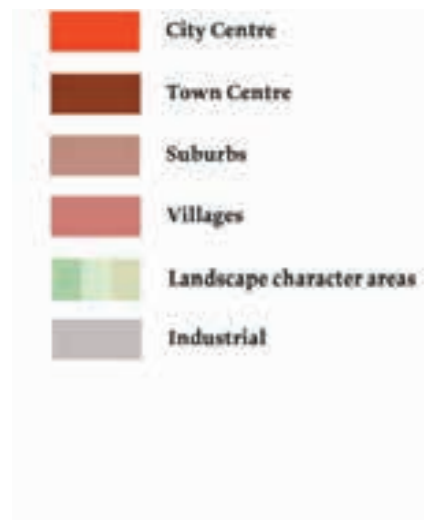 City Centre
Town Centre
Suburbs
Villages
Landscape character areas
Industrial